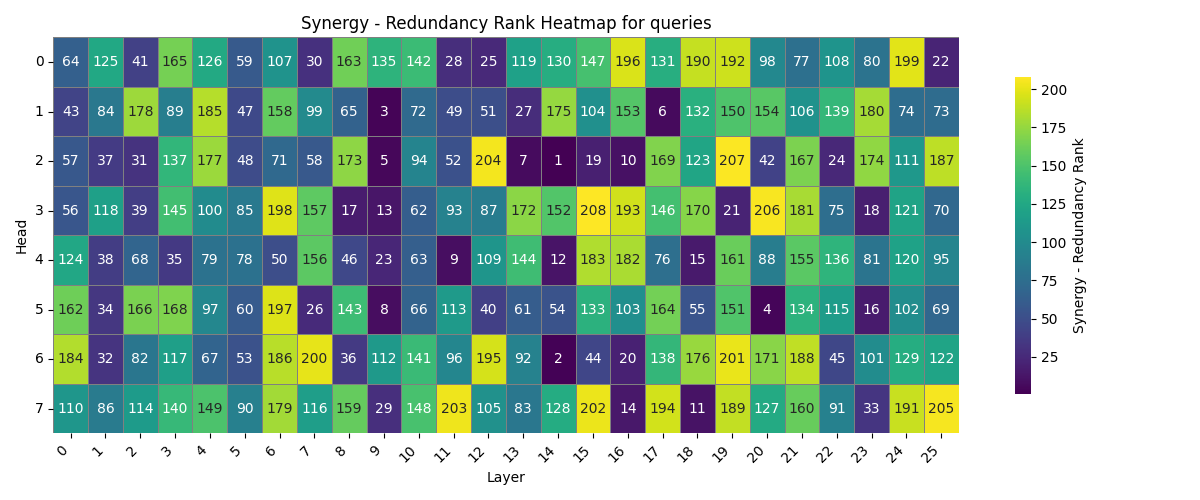 Synergy - Redundancy Rank Heatmap for queries
0 64 125 41 165 126 59 107 30 163 135 142 28 25 119 130 147 196 131 190 192 98 77 108 80 199 22
1 43 84 178 89 185 47 158 99 65 3 72 49 51 27 175 104 153 6 132 150 154 106 139 180 74 73
2 57 37 31 137 177 48 71 58 173 5 94 52 204 7 1 19 10 169 123 207 42 167 24 174 111 187
3 56 118 39 145 100 85 198 157 17 13 62 93 87 172 152 208 193 146 170 21 206 181 75 18 121 70
4 124 38 68 35 79 78 50 156 46 23 63 9 109 144 12 183 182 76 15 161 88 155 136 81 120 95
5 162 34 166 168 97 60 197 26 143 8 66 113 40 61 54 133 103 164 55 151 4 134 115 16 102 69
6 184 32 82 117 67 53 186 200 36 112 141 96 195 92 2 44 20 138 176 201 171 188 45 101 129 122
7 110 86 114 140 149 90 179 116 159 29 148 203 105 83 128 202 14 194 11 189 127 160 91 33 191 205
0 1 2 3 4 5 6 7 8 9 10 11 12 13 14 15 16 17 18 19 20 21 22 23 24 25
Layer
Head
200
175
150
125
100
75
50
25
Synergy - Redundancy Rank